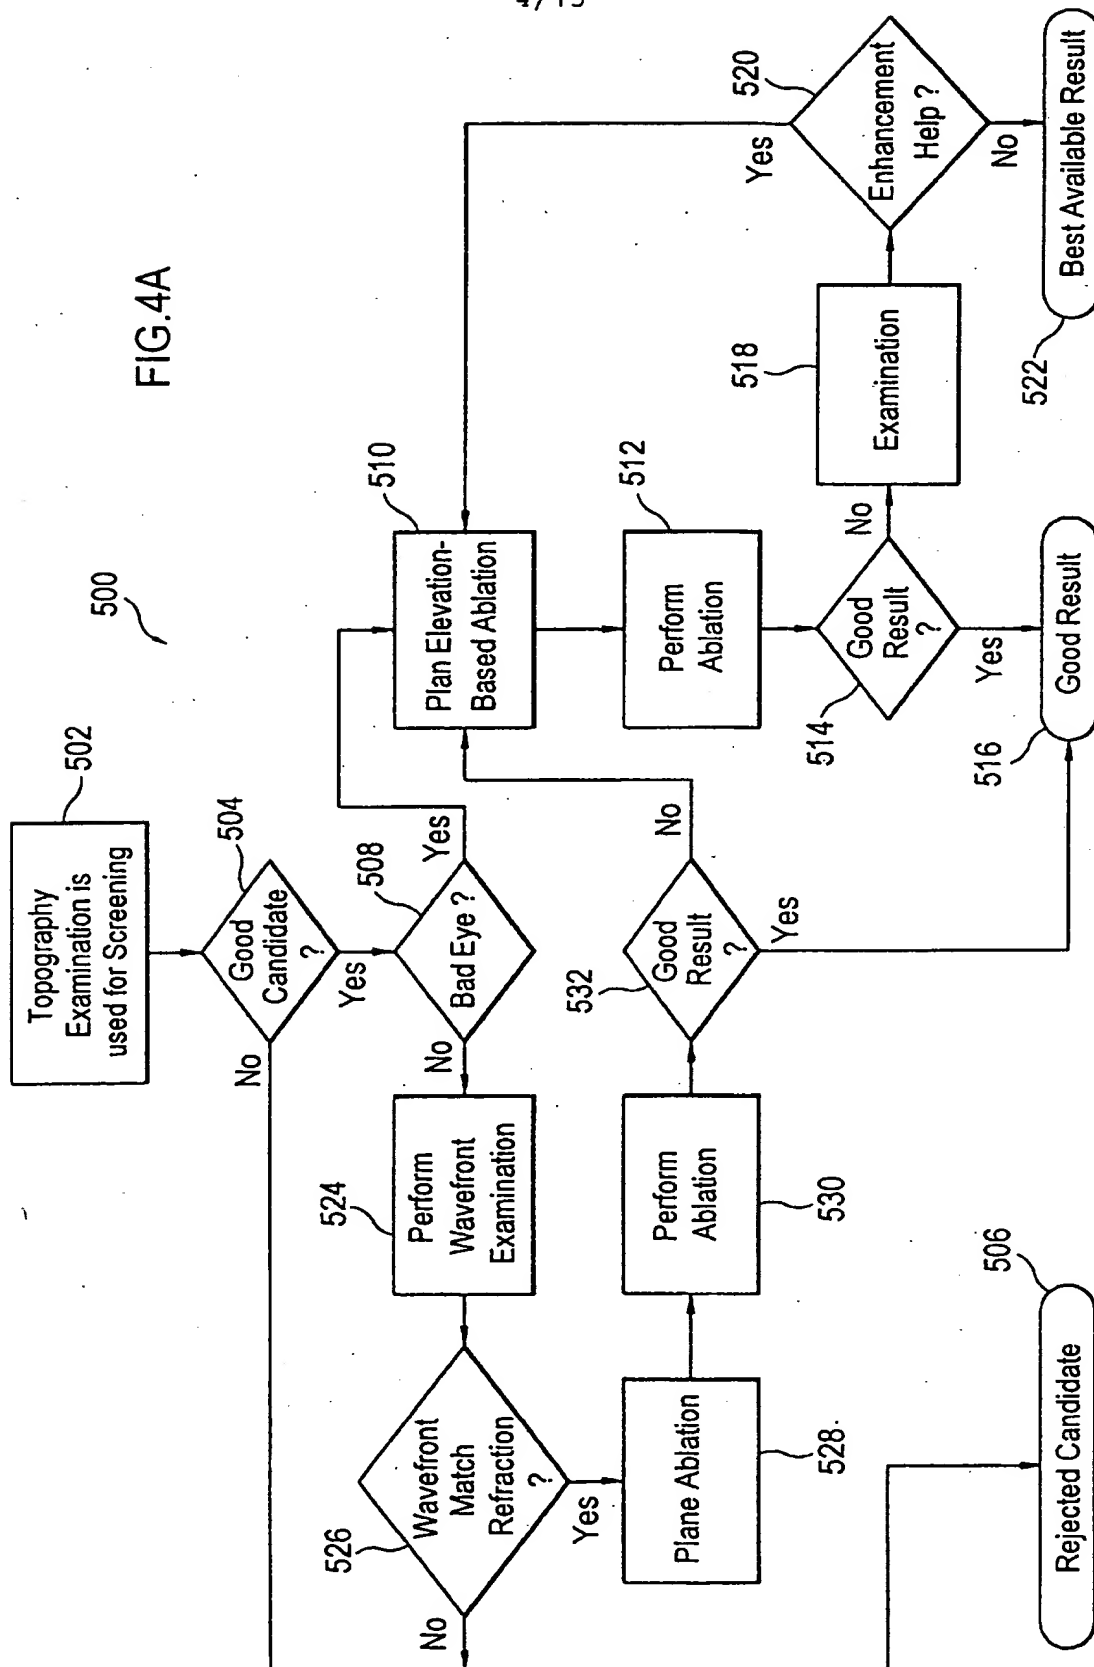 FIG.4A
500
502
Topography
Examination is
used for Screening
504
Good
Candidate
?
No
Yes
508
Bad Eye ?
Yes
No
510
Plan Elevation-
Based Ablation
512
Perform
Ablation
514
Good
Result
?
No
Yes
516
Good Result
518
Examination
520
Enhancement
Help ?
Yes
No
522
Best Available Result
524
Perform
Wavefront
Examination
526
Wavefront
Match
Refraction
?
No
Yes
528
Plane Ablation
530
Perform
Ablation
532
Good
Result
?
No
Yes
506
Rejected Candidate